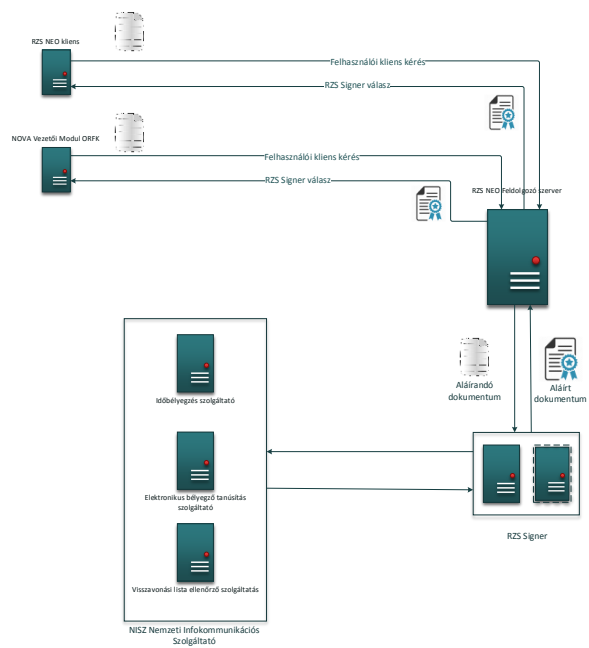 RZS NEO kliens
Felhasználói kliens kérés
RZS Signer válasz
NOVA Vezetői Modul ORFK
Felhasználói kliens kérés
RZS Signer válasz
RZS NEO Feldolgozó szerver
Aláírandó
dokumentum
Aláírt
dokumentum
Időbélyegzés szolgáltató
Elektronikus bélyegző tanúsítás
szolgáltató
Visszavonási lista ellenőrző szolgáltatás
RZS Signer
NISZ Nemzeti Infokommunikációs
Szolgáltató